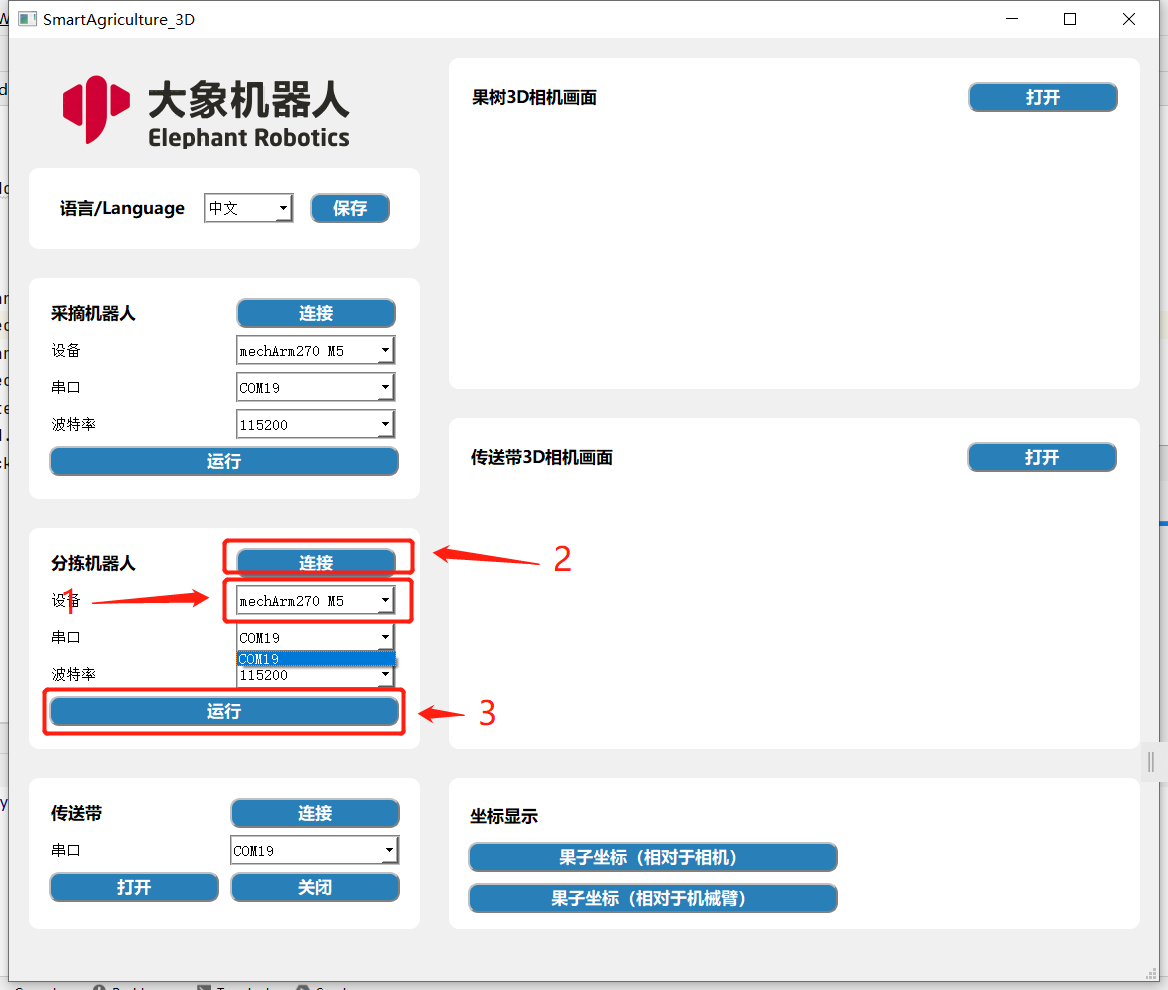 SmartAgriculture_3D
大象机器人
Elephant Robotics
语言/Language 中文 保存
采摘机器人 连接
设备 mechArm270 M5
串口 COM19
波特率 115200
运行
分拣机器人 连接 2
设备 1 mechArm270 M5
串口 COM19
COM19
波特率 115200
运行 3
传送带 连接
串口 COM19
打开 关闭
果树3D相机画面 打开
传送带3D相机画面 打开
坐标显示
果子坐标（相对于相机）
果子坐标（相对于机械臂）